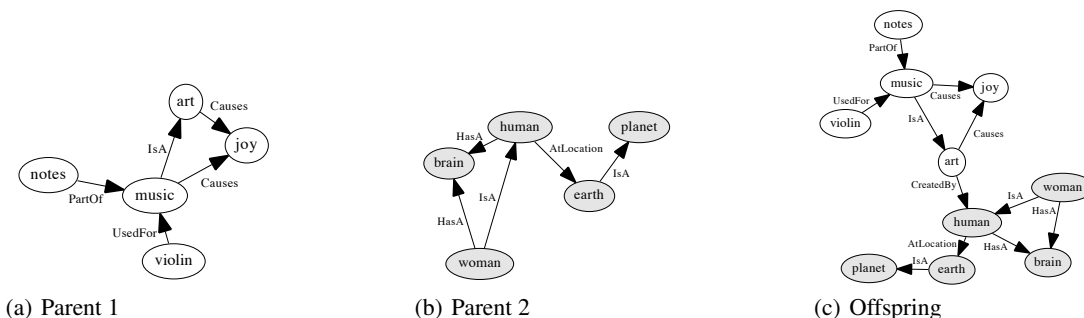 art
Causes
joy
IsA
Causes
notes
PartOf
music
UsedFor
violin
(a) Parent 1
human
planet
HasA
AtLocation
brain
IsA
earth
IsA
HasA
woman
(b) Parent 2
notes
PartOf
music
Causes
joy
UsedFor
violin
IsA
Causes
art
CreatedBy
woman
IsA
HasA
human
AtLocation
HasA
planet
IsA
earth
brain
(c) Offspring